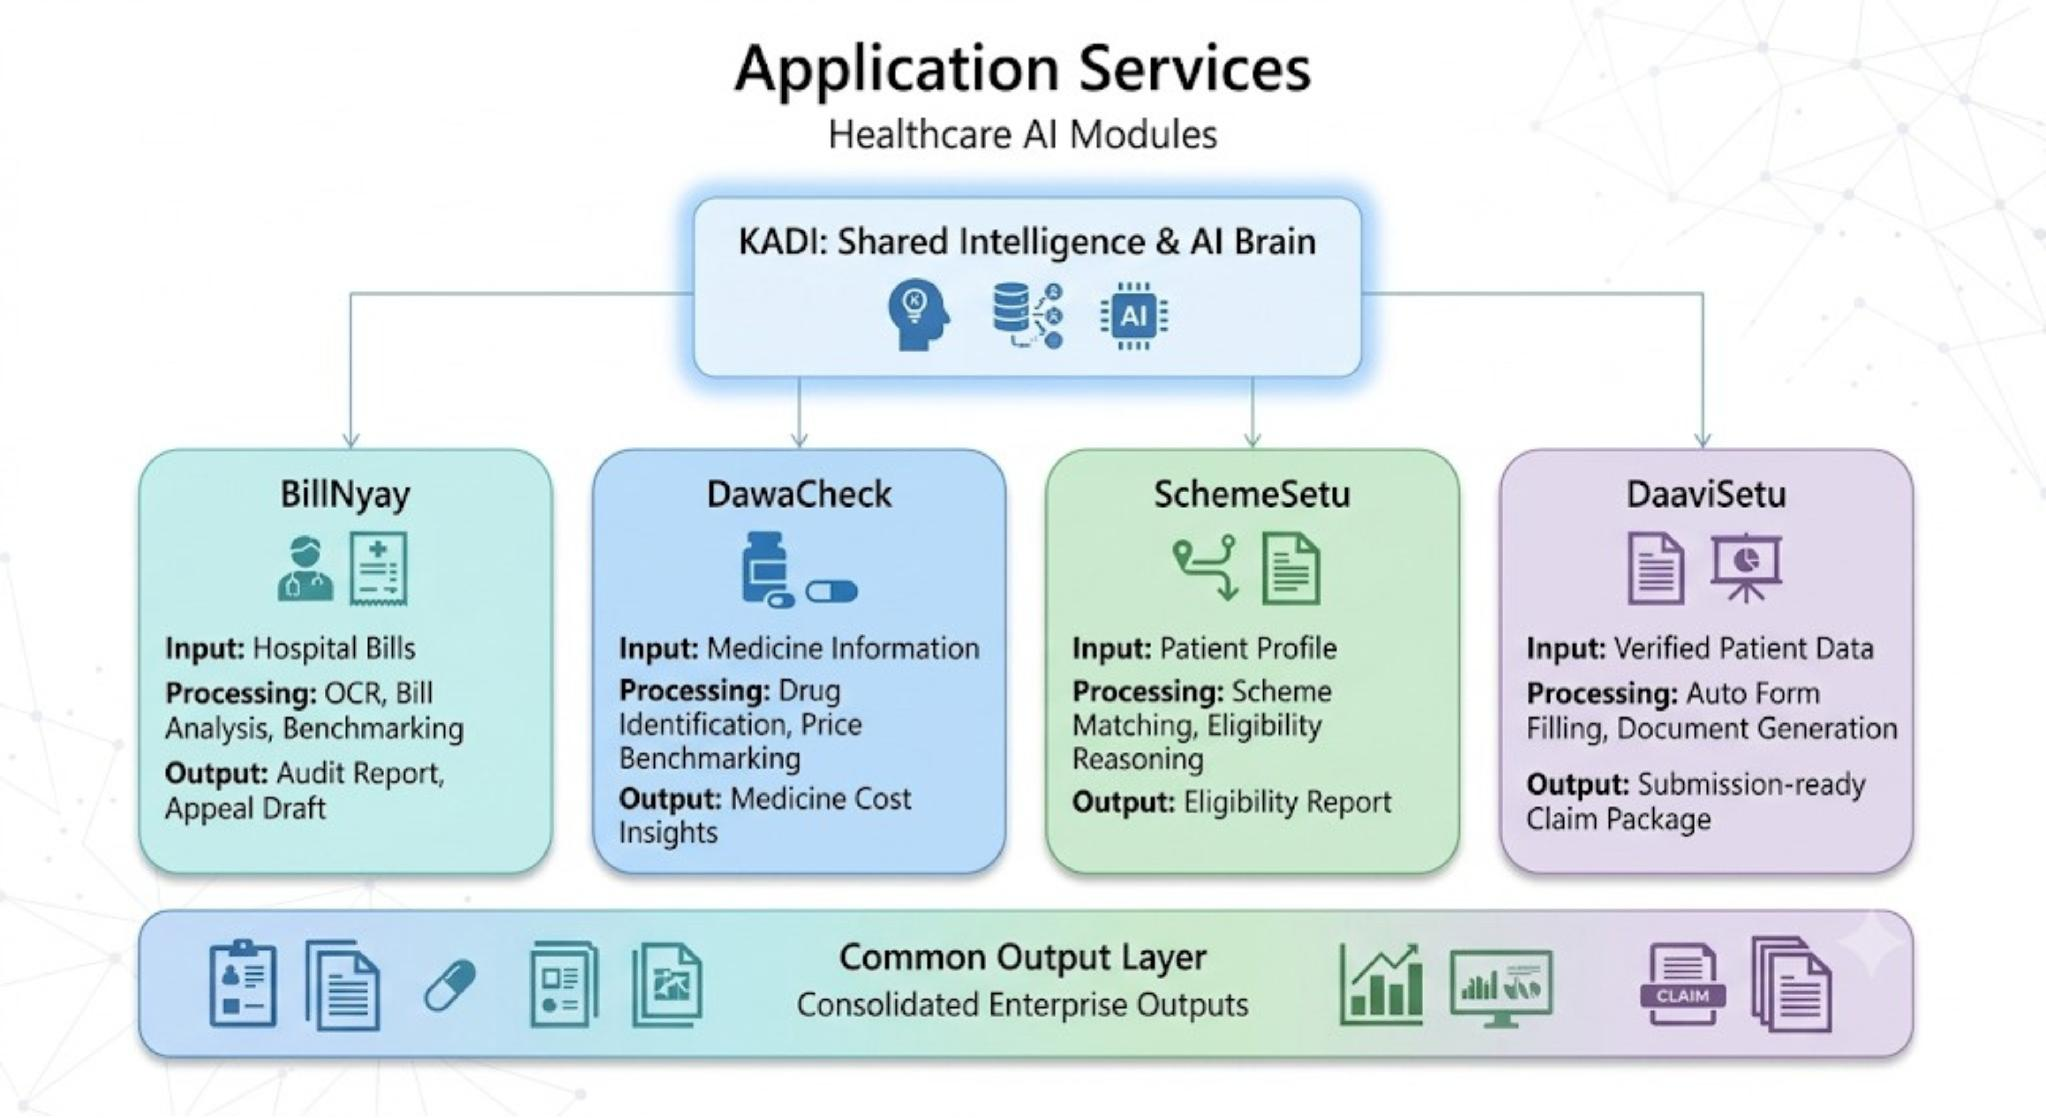 Application Services
Healthcare AI Modules
KADI: Shared Intelligence & AI Brain
K
AI
BillNyay
Input: Hospital Bills
Processing: OCR, Bill
Analysis, Benchmarking
Output: Audit Report,
Appeal Draft
DawaCheck
Input: Medicine Information
Processing: Drug
Identification, Price
Benchmarking
Output: Medicine Cost
Insights
SchemeSetu
Input: Patient Profile
Processing: Scheme
Matching, Eligibility
Reasoning
Output: Eligibility Report
DaaviSetu
Input: Verified Patient Data
Processing: Auto Form
Filling, Document Generation
Output: Submission-ready
Claim Package
Common Output Layer
Consolidated Enterprise Outputs
CLAIM